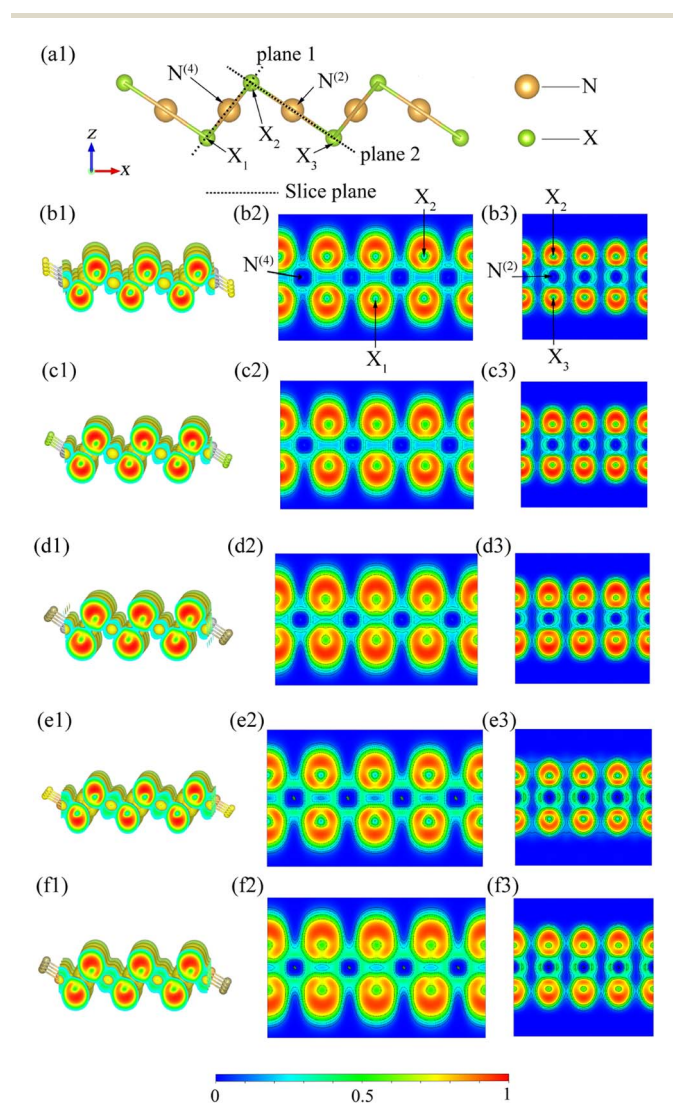 (a1)
plane 1
N(4)
N(2)
N
X2
X
X1
X3
plane 2
z
x
Slice plane
X2
X2
(b1)
(b2)
(b3)
N(4)
N(2)
X1
X3
(c1)
(c2)
(c3)
(d1)
(d2)
(d3)
(e1)
(e2)
(e3)
(f1)
(f2)
(f3)
0
0.5
1